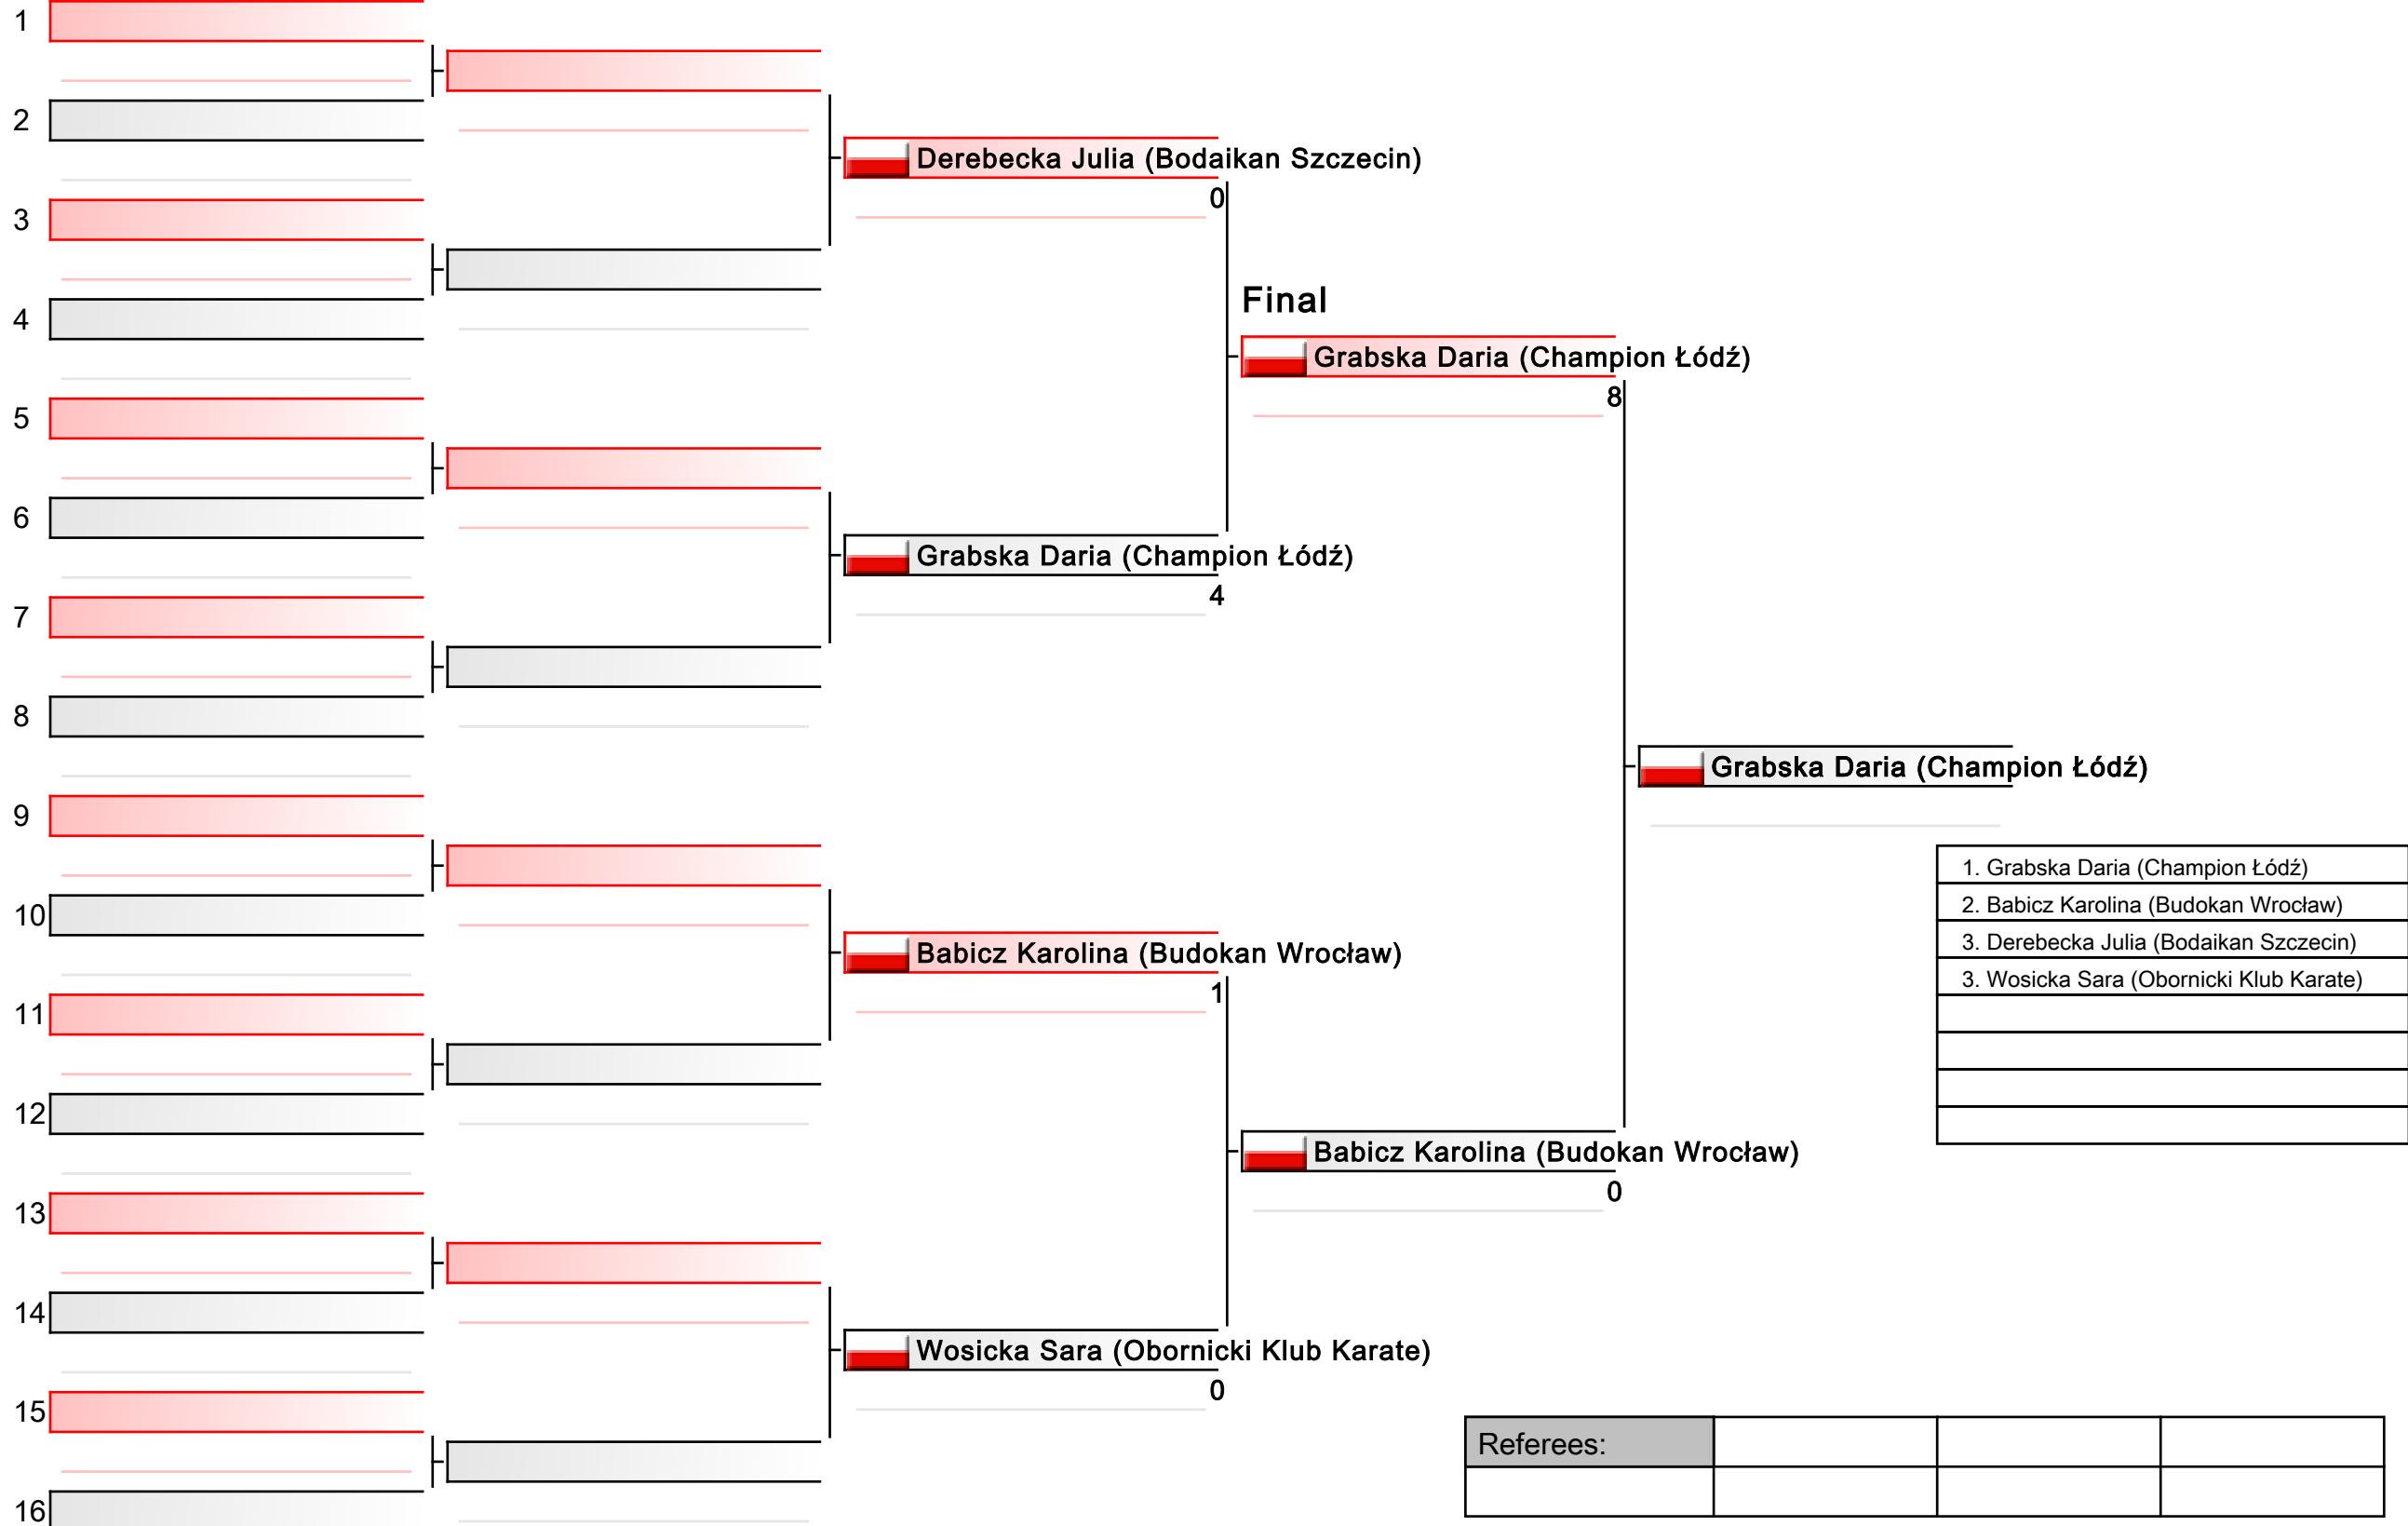 1
2
Derebecka Julia (Bodaikan Szczecin)
0
3
Final
4
Grabska Daria (Champion Łódź)
8
5
6
Grabska Daria (Champion Łódź)
4
7
8
Grabska Daria (Champion Łódź)
9
1. Grabska Daria (Champion Łódź)
2. Babicz Karolina (Budokan Wrocław)
3. Derebecka Julia (Bodaikan Szczecin)
3. Wosicka Sara (Obornicki Klub Karate)
10
Babicz Karolina (Budokan Wrocław)
1
11
12
Babicz Karolina (Budokan Wrocław)
0
13
14
Wosicka Sara (Obornicki Klub Karate)
0
15
Referees:
16